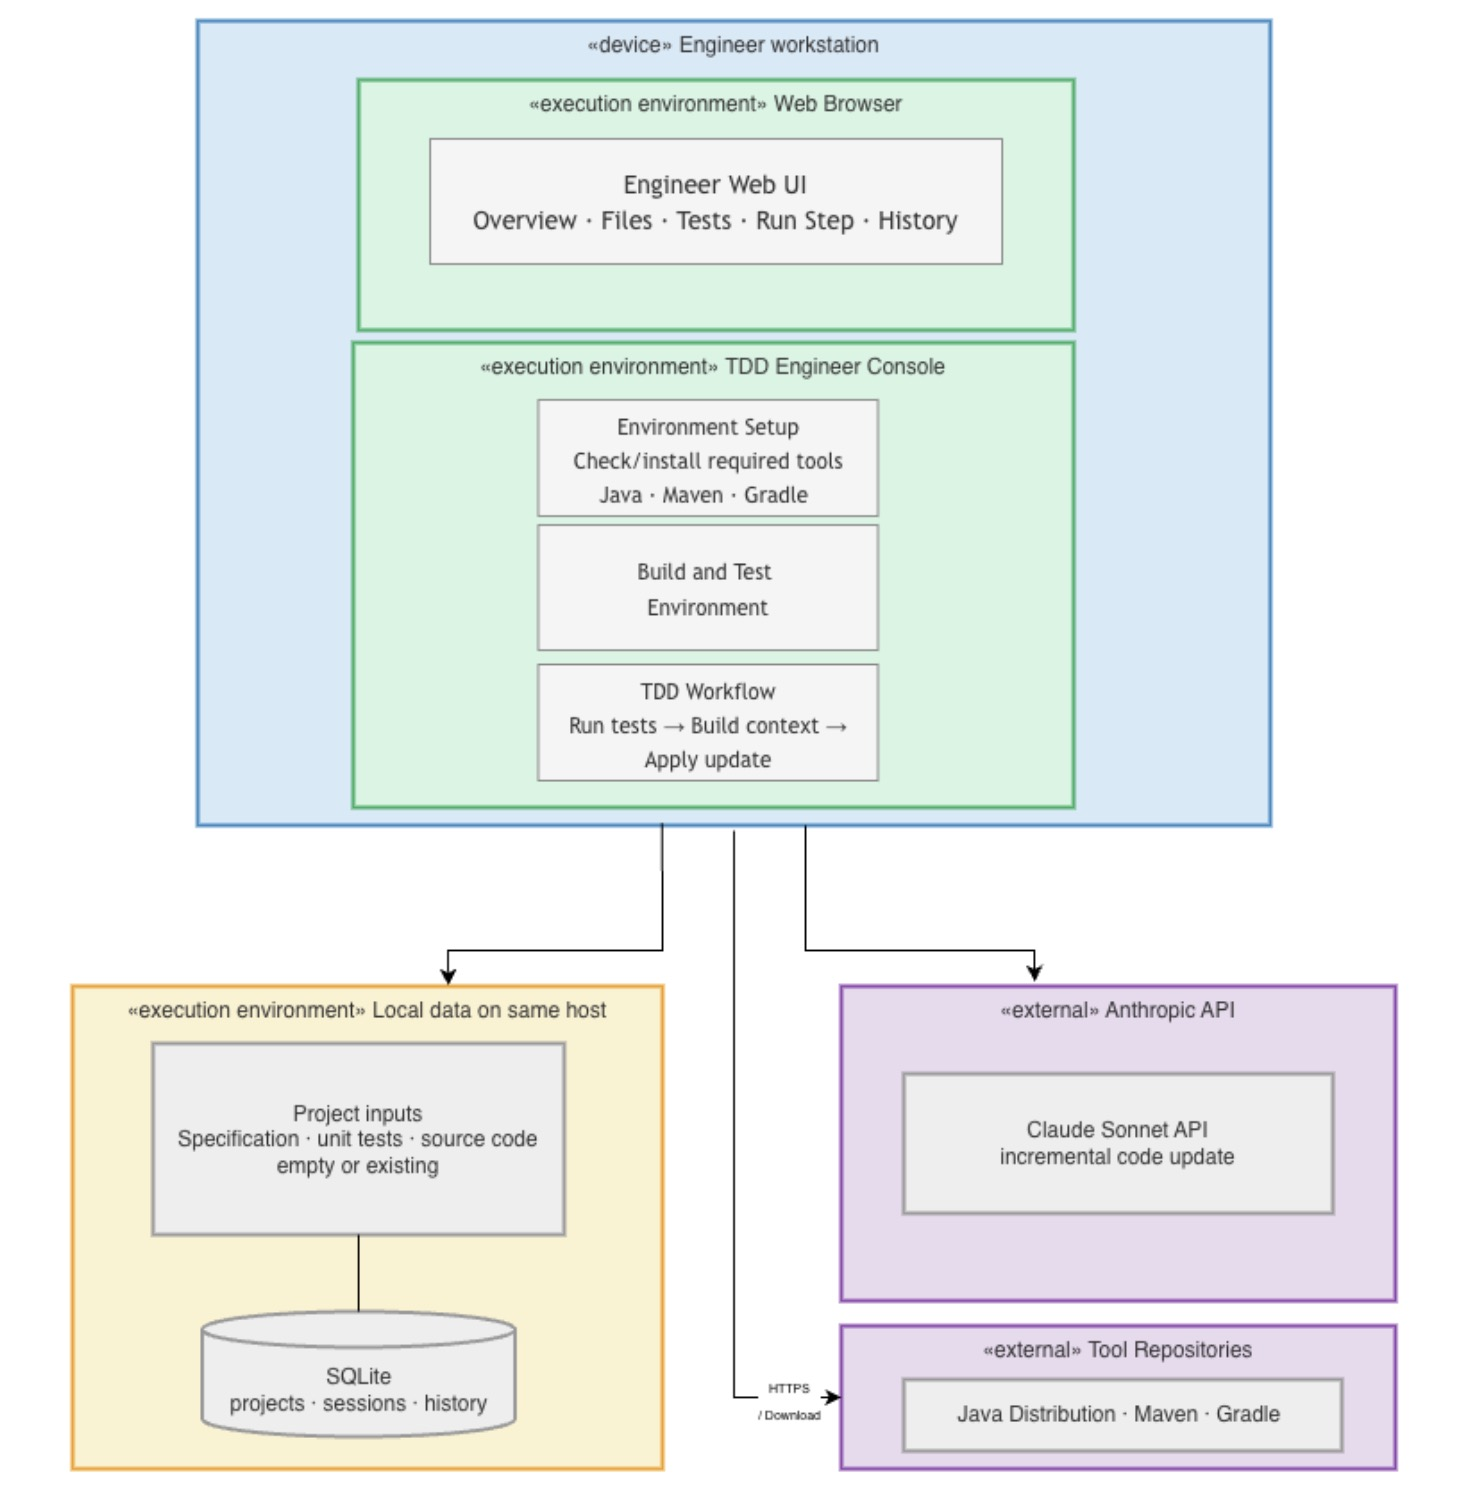 «device» Engineer workstation
«execution environment» Web Browser
Engineer Web UI
Overview · Files · Tests · Run Step · History
«execution environment» TDD Engineer Console
Environment Setup
Check/install required tools
Java · Maven · Gradle
Build and Test
Environment
TDD Workflow
Run tests → Build context →
Apply update
«execution environment» Local data on same host
Project inputs
Specification · unit tests · source code
empty or existing
SQLite
projects · sessions · history
«external» Anthropic API
Claude Sonnet API
incremental code update
HTTPS
/ Download
«external» Tool Repositories
Java Distribution · Maven · Gradle